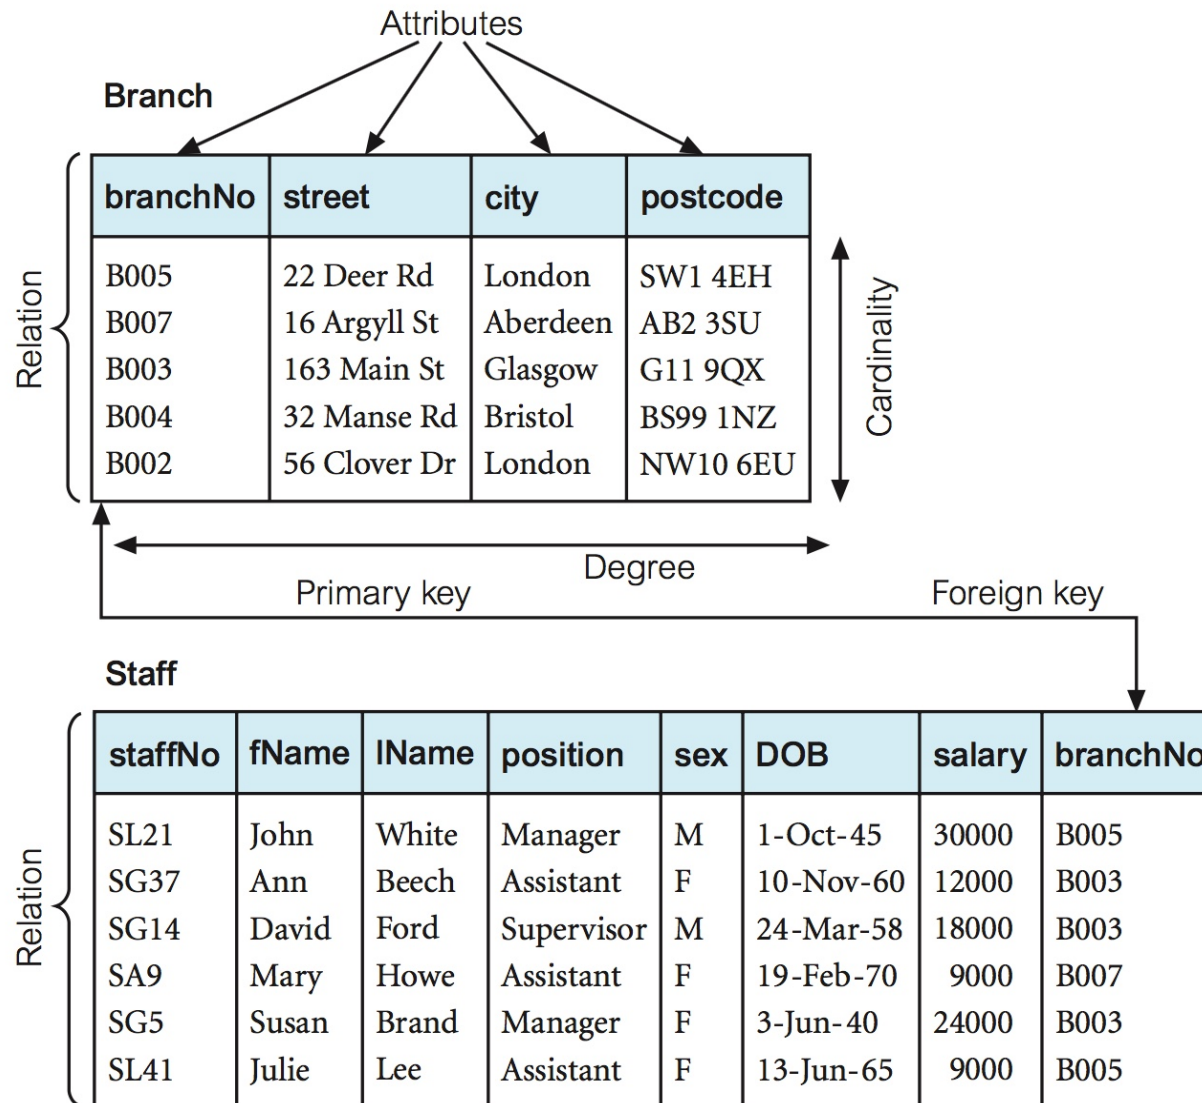 Attributes
Branch
branchNo street city postcode
B005 22 Deer Rd London SW1 4EH
B007 16 Argyll St Aberdeen AB2 3SU
B003 163 Main St Glasgow G11 9QX
B004 32 Manse Rd Bristol BS99 1NZ
B002 56 Clover Dr London NW10 6EU
Relation
Cardinality
Degree
Primary key Foreign key
Staff
staffNo fName lName position sex DOB salary branchNo
SL21 John White Manager M 1-Oct-45 30000 B005
SG37 Ann Beech Assistant F 10-Nov-60 12000 B003
SG14 David Ford Supervisor M 24-Mar-58 18000 B003
SA9 Mary Howe Assistant F 19-Feb-70 9000 B007
SG5 Susan Brand Manager F 3-Jun-40 24000 B003
SL41 Julie Lee Assistant F 13-Jun-65 9000 B005
Relation